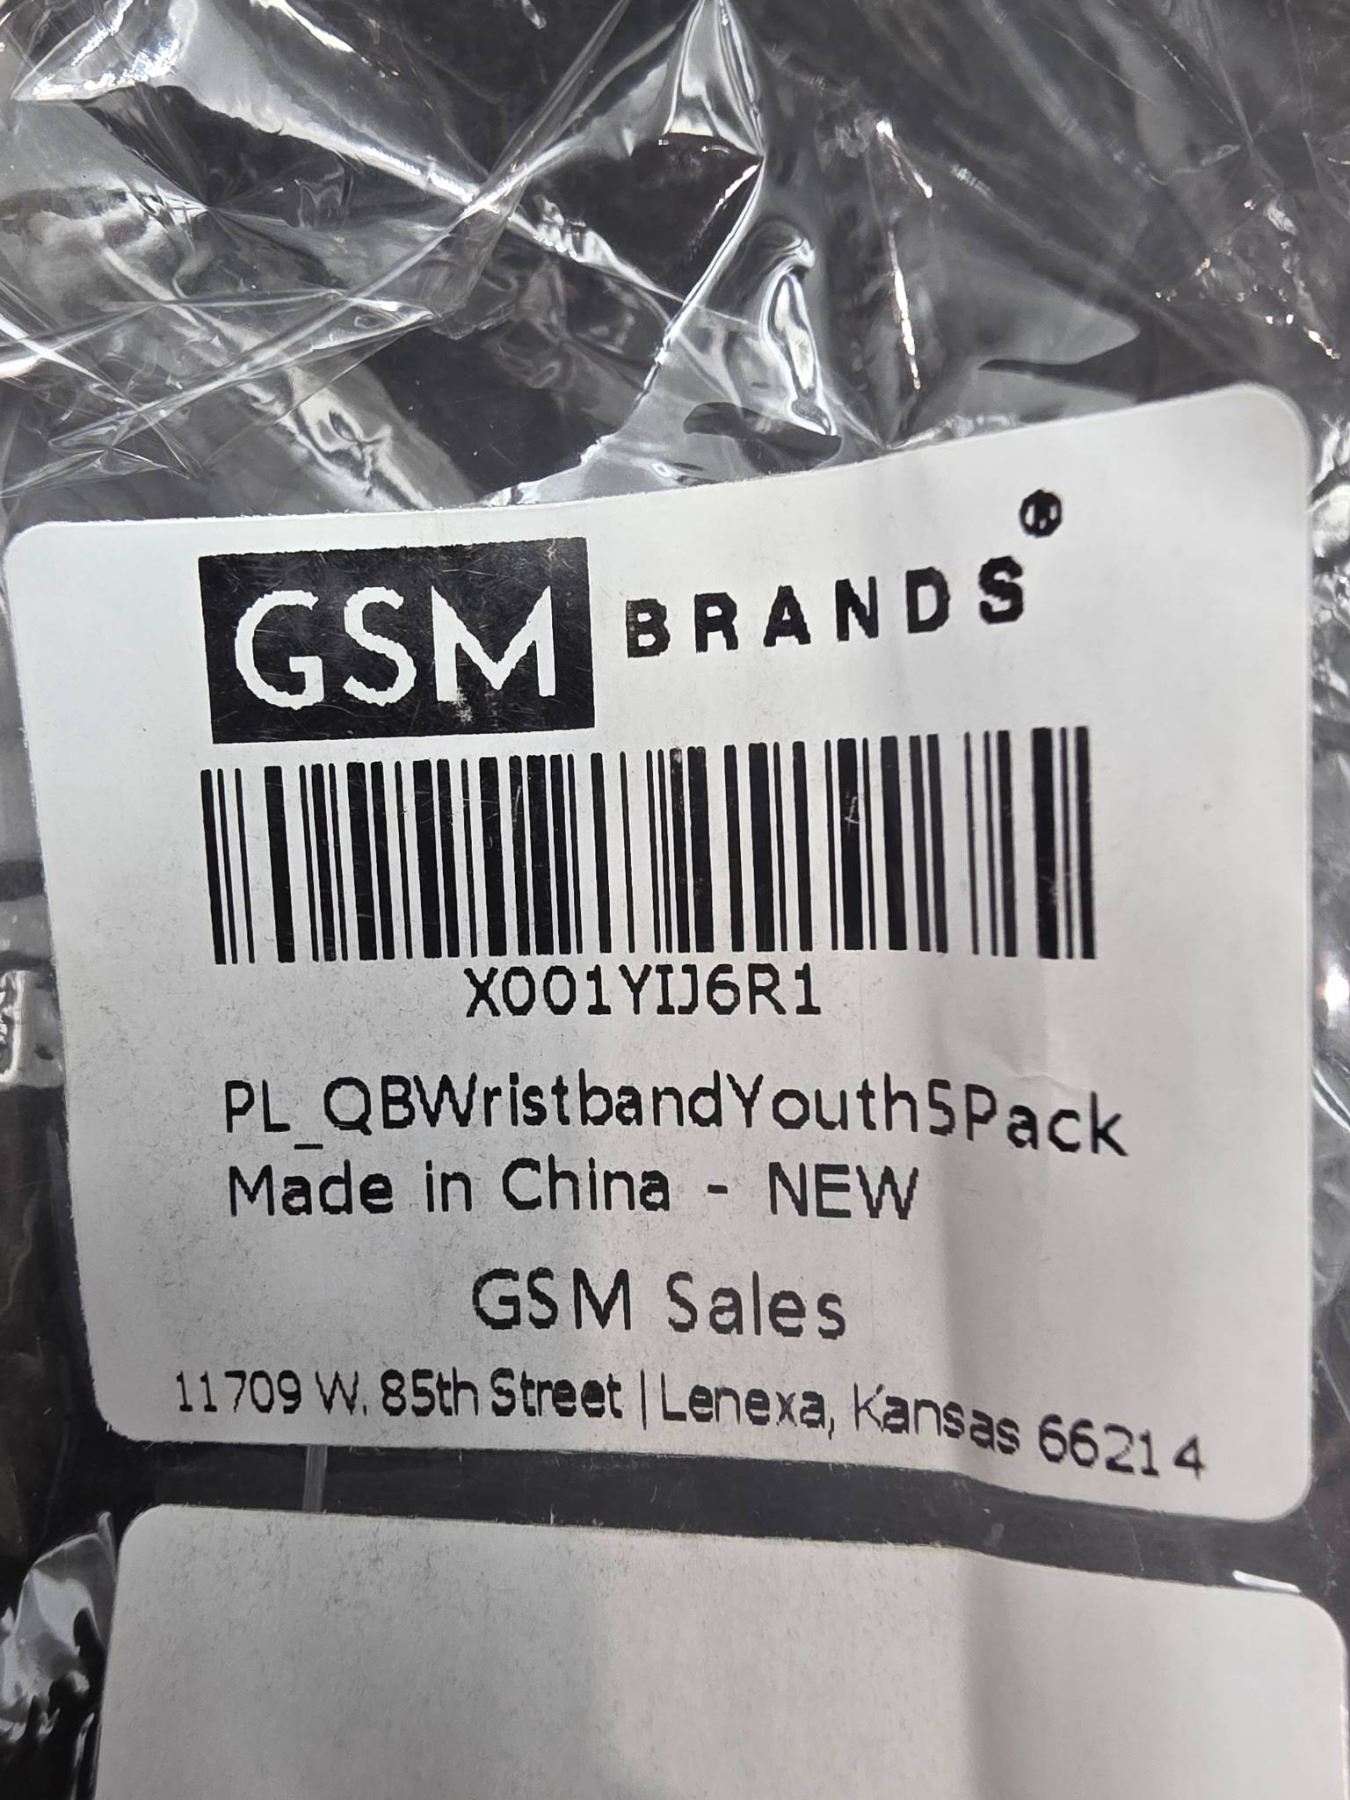 GSM BRANDS®
X001YIJ6R1
PL_QBWristbandYouth5Pack
Made in China - NEW
GSM Sales
11709 W. 85th Street | Lenexa, Kansas 66214